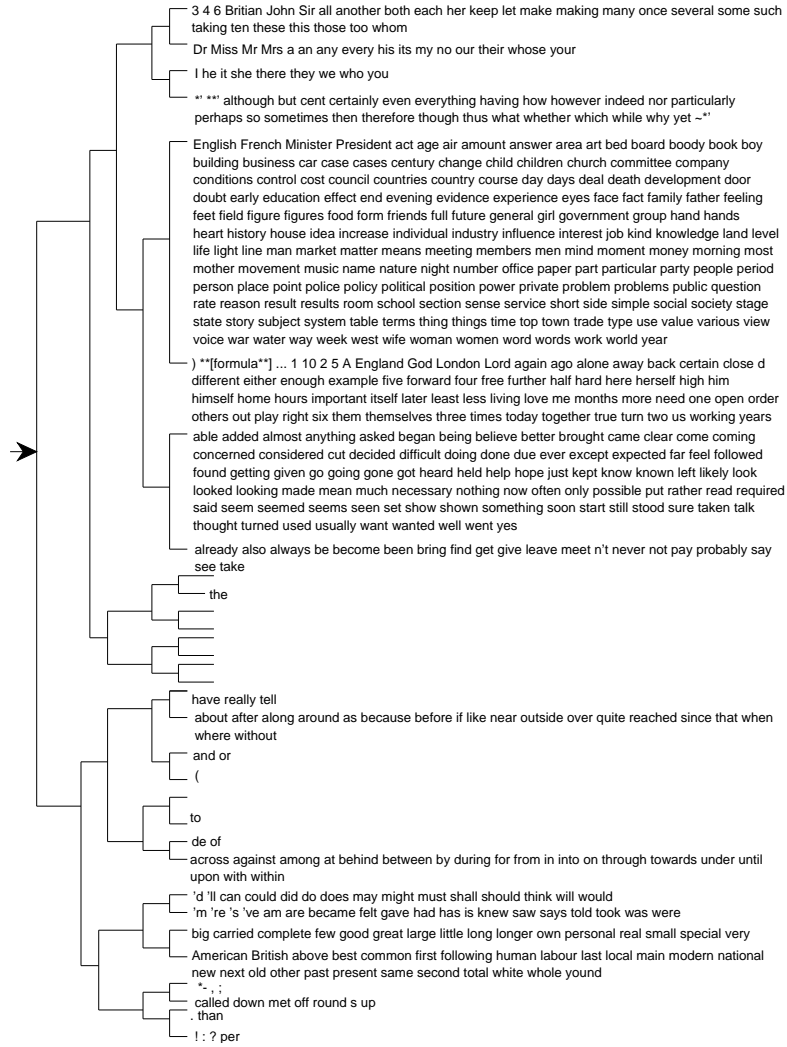 3 4 6 Britian John Sir all another both each her keep let make making many once several some such
taking ten these this those too whom
Dr Miss Mr Mrs a an any every his its my no our their whose your
I he it she there they we who you
*' **' although but cent certainly even everything having how however indeed nor particularly
perhaps so sometimes then therefore though thus what whether which while why yet ~*'
English French Minister President act age air amount answer area art bed board boody book boy
building business car case cases century change child children church committee company
conditions control cost council countries country course day days deal death development door
doubt early education effect end evening evidence experience eyes face fact family father feeling
feet field figure figures food form friends full future general girl government group hand hands
heart history house idea increase individual industry influence interest job kind knowledge land level
life light line man market matter means meeting members men mind moment money morning most
mother movement music name nature night number office paper part particular party people period
person place point police policy political position power private problem problems public question
rate reason result results room school section sense service short side simple social society stage
state story subject system table terms thing things time top town trade type use value various view
voice war water way week west wife woman women word words work world year
) **[formula**] ... 1 10 2 5 A England God London Lord again ago alone away back certain close d
different either enough example five forward four free further half hard here herself high him
himself home hours important itself later least less living love me months more need one open order
others out play right six them themselves three times today together true turn two us working years
able added almost anything asked began being believe better brought came clear come coming
concerned considered cut decided difficult doing done due ever except expected far feel followed
found getting given go going gone got heard held help hope just kept know known left likely look
looked looking made mean much necessary nothing now often only possible put rather read required
said seem seemed seems seen set show shown something soon start still stood sure taken talk
thought turned used usually want wanted well went yes
already also always be become been bring find get give leave meet n't never not pay probably say
see take
the
have really tell
about after along around as because before if like near outside over quite reached since that when
where without
and or
(
to
de of
across against among at behind between by during for from in into on through towards under until
upon with within
'd 'll can could did do does may might must shall should think will would
'm 're 's 've am are became felt gave had has is knew saw says told took was were
big carried complete few good great large little long longer own personal real small special very
American British above best common first following human labour last local main modern national
new next old other past present same second total white whole yound
*- , ;
called down met off round s up
. than
! : ? per